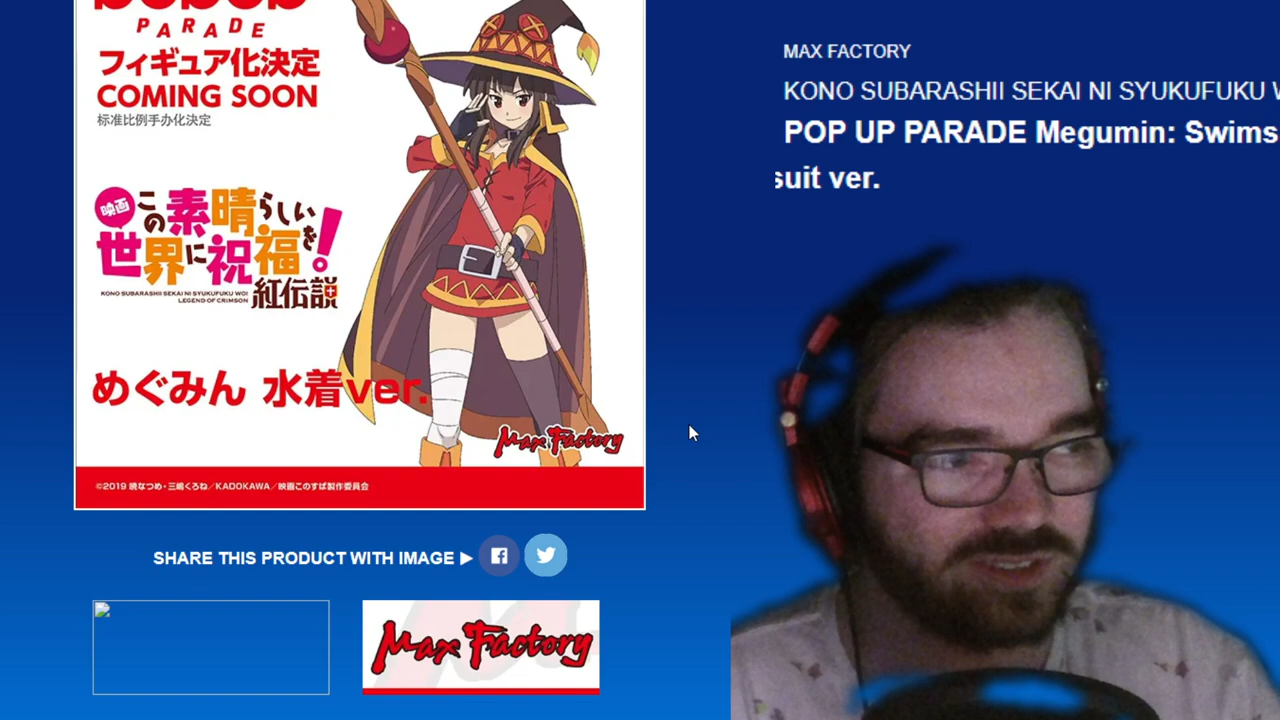 PARADE
フィギュア化決定
COMING SOON
标准比例手办化決定
映画
この素晴らしい
世界に祝福を!
KONO SUBARASHII SEKAI NI SYUKUFUKU WO!
LEGEND OF CRIMSON
紅伝説
めぐみん 水着ver.
Max Factory
©2019 暁なつめ・三嶋くろね/KADOKAWA/映画このすば製作委員会
SHARE THIS PRODUCT WITH IMAGE ▶
Max Factory
MAX FACTORY
KONO SUBARASHII SEKAI NI SYUKUFUKU W
POP UP PARADE Megumin: Swims
suit ver.